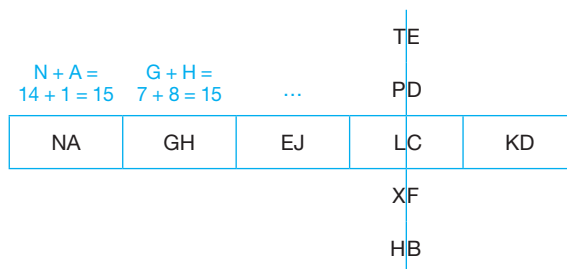 TE
N + A =
14 + 1 = 15
G + H =
7 + 8 = 15
...
PD
NA GH EJ LC KD
XF
HB